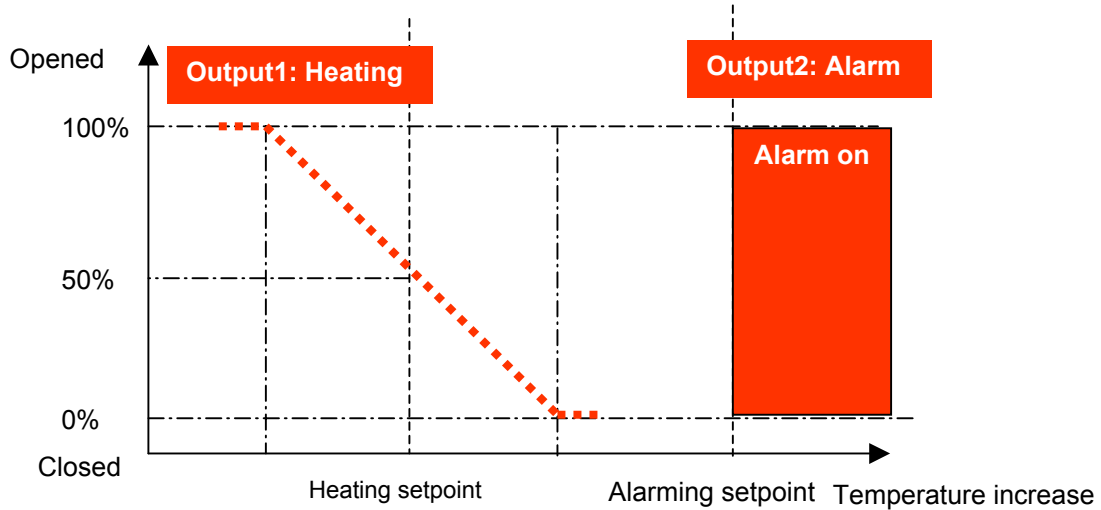 Opened
Output1: Heating
Output2: Alarm
100%
Alarm on
50%
0%
Closed
Heating setpoint
Alarming setpoint
Temperature increase